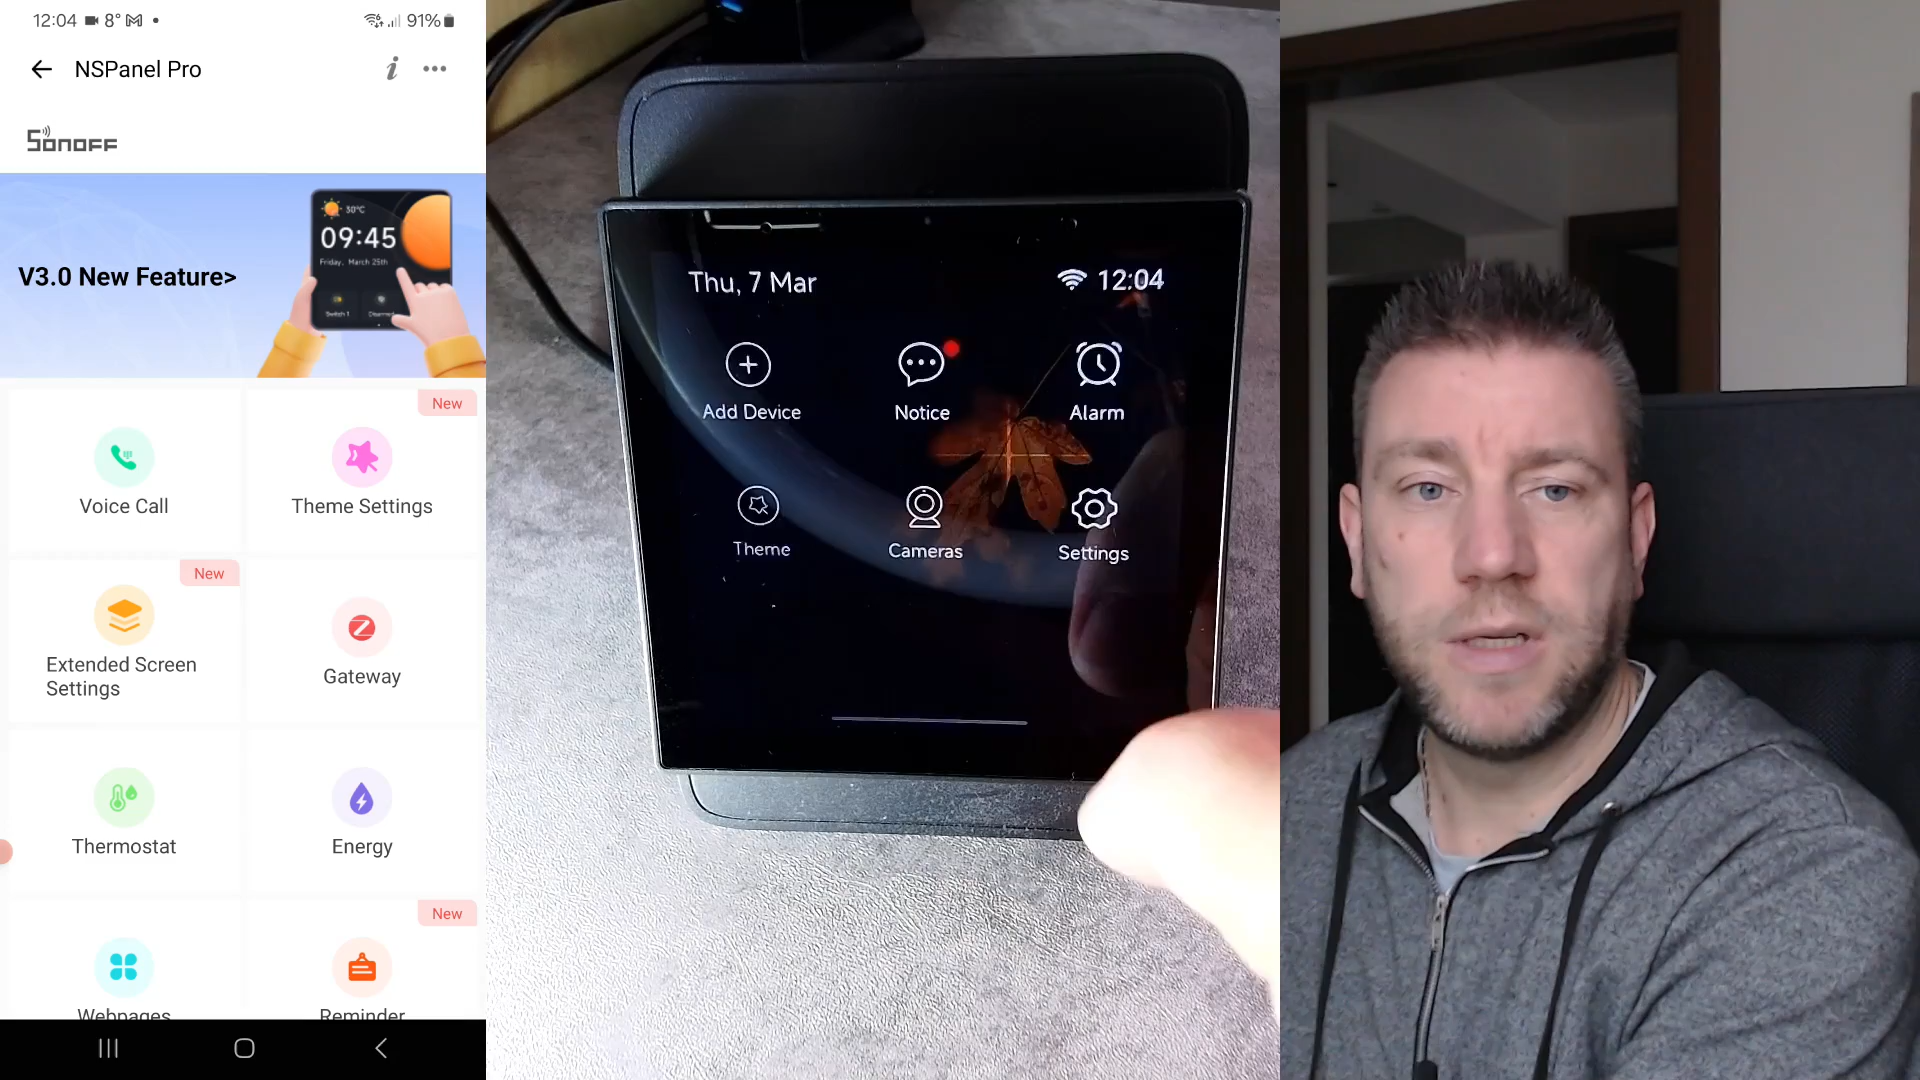 12:04 8° 91%
NSPanel Pro
SONOFF
V3.0 New Feature>
30°C
09:45
Friday, March 25th
Switch 1
New
Voice Call
Theme Settings
New
Extended Screen
Settings
Gateway
Thermostat
Energy
New
Webpages
Reminder
Thu, 7 Mar
12:04
Add Device
Notice
Alarm
Theme
Cameras
Settings